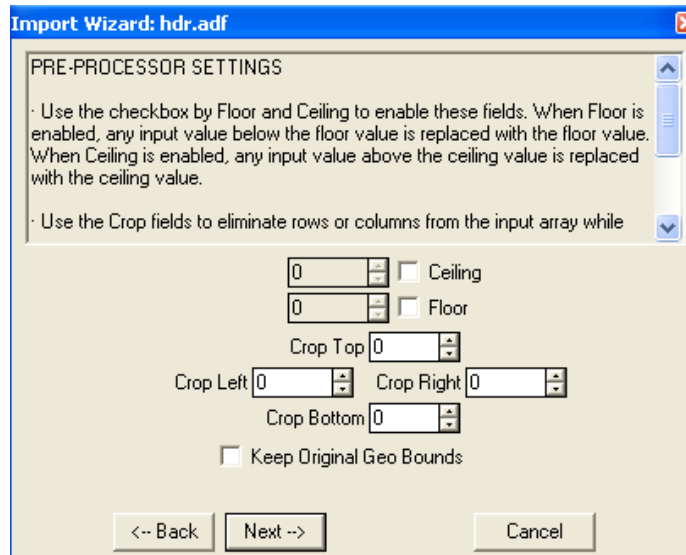 Import Wizard: hdr.adf
PRE-PROCESSOR SETTINGS
· Use the checkbox by Floor and Ceiling to enable these fields. When Floor is
enabled, any input value below the floor value is replaced with the floor value.
When Ceiling is enabled, any input value above the ceiling value is replaced
with the ceiling value.
· Use the Crop fields to eliminate rows or columns from the input array while
0 Ceiling
0 Floor
Crop Top 0
Crop Left 0 Crop Right 0
Crop Bottom 0
Keep Original Geo Bounds
<-- Back Next --> Cancel